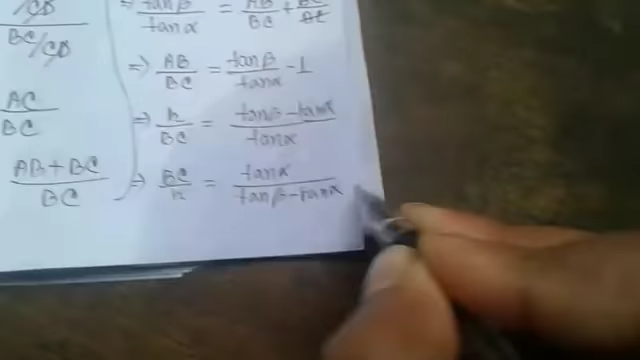 /CD
BC/CD
AC
BC
AB+BC
BC
⇒ tanβ/tanα = AB/BC + BC/BC
⇒ AB/BC = tanβ/tanα - 1
⇒ h/BC = tanβ-tanα/tanα
⇒ BC/h = tanα/tanβ-tanα